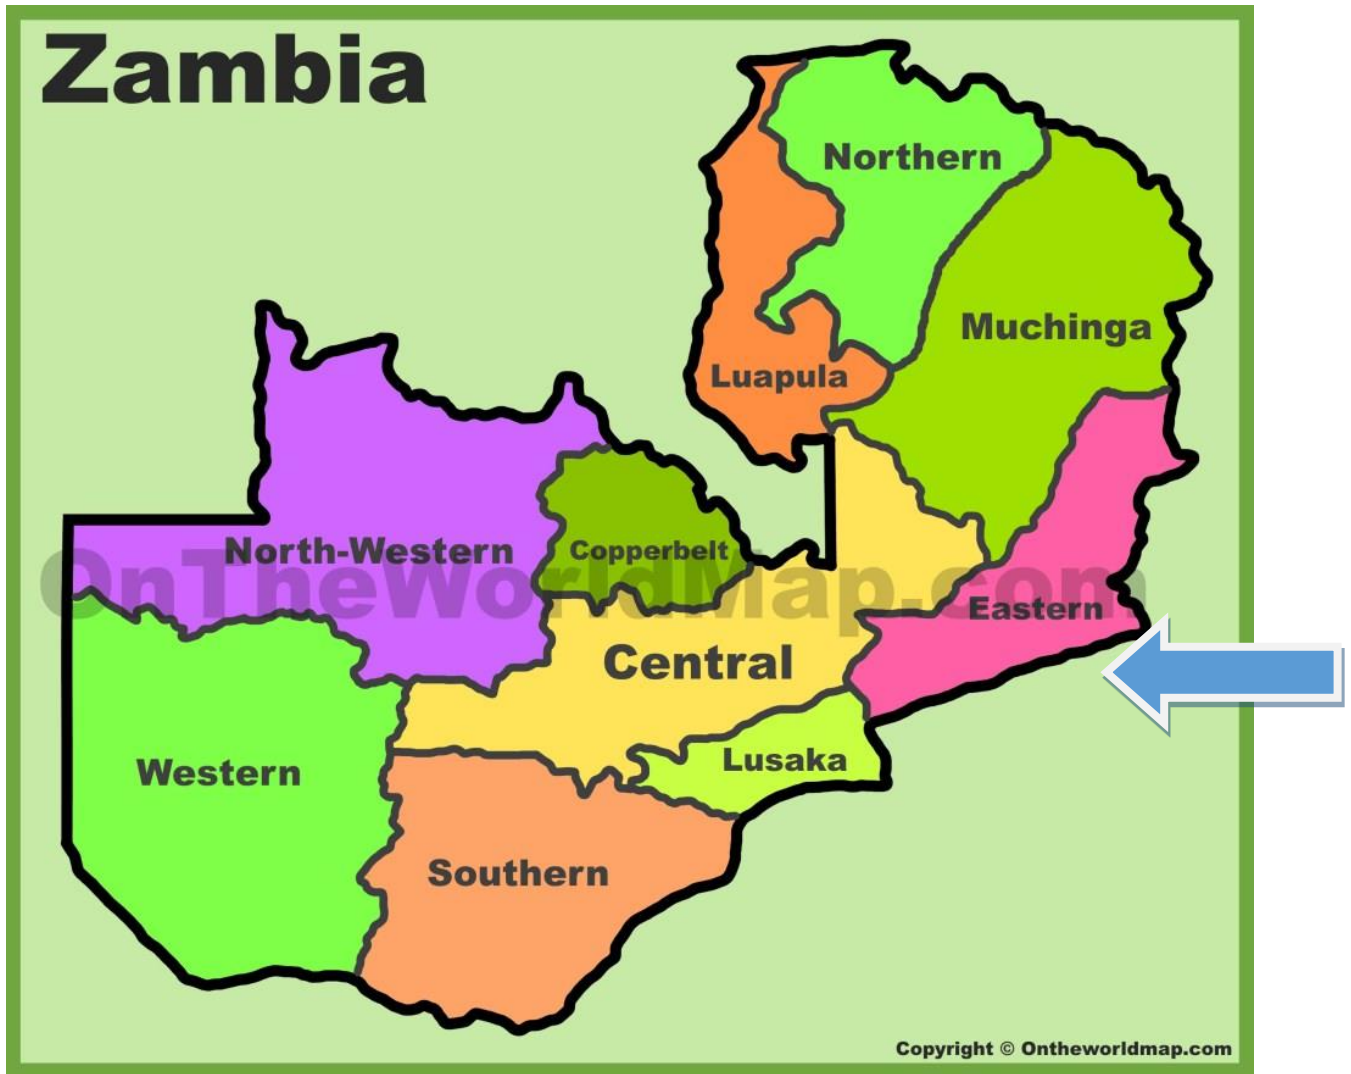 Zambia
Northern
Muchinga
Luapula
North-Western
Copperbelt
OnTheWorldMap.com
Eastern
Central
Lusaka
Western
Southern
Copyright © Ontheworldmap.com